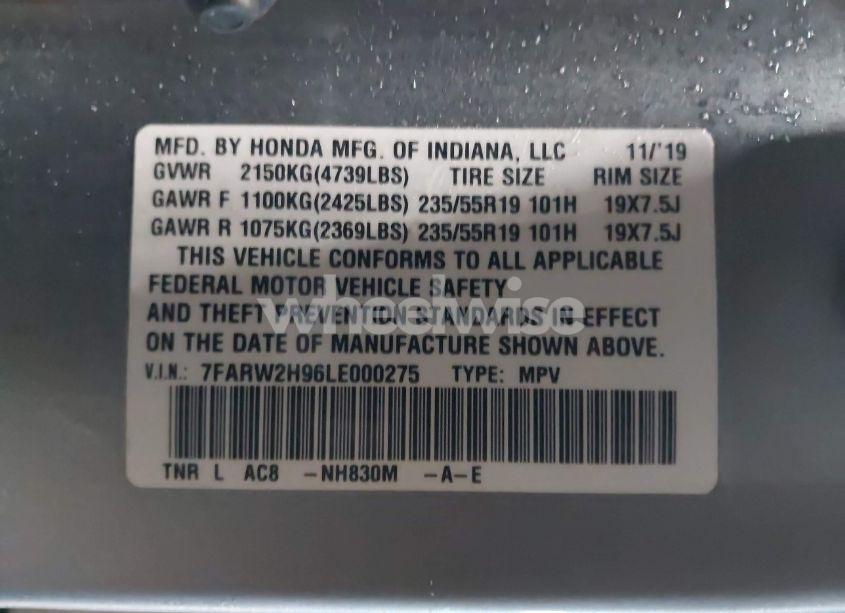 MFD. BY HONDA MFG. OF INDIANA, LLC 11/'19
GVWR 2150KG(4739LBS) TIRE SIZE RIM SIZE
GAWR F 1100KG(2425LBS) 235/55R19 101H 19X7.5J
GAWR R 1075KG(2369LBS) 235/55R19 101H 19X7.5J
THIS VEHICLE CONFORMS TO ALL APPLICABLE
FEDERAL MOTOR VEHICLE SAFETY
wheelwise
AND THEFT PREVENTION STANDARDS IN EFFECT
ON THE DATE OF MANUFACTURE SHOWN ABOVE.
V.I.N.: 7FARW2H96LE000275 TYPE: MPV
TNR L AC8 -NH830M -A-E